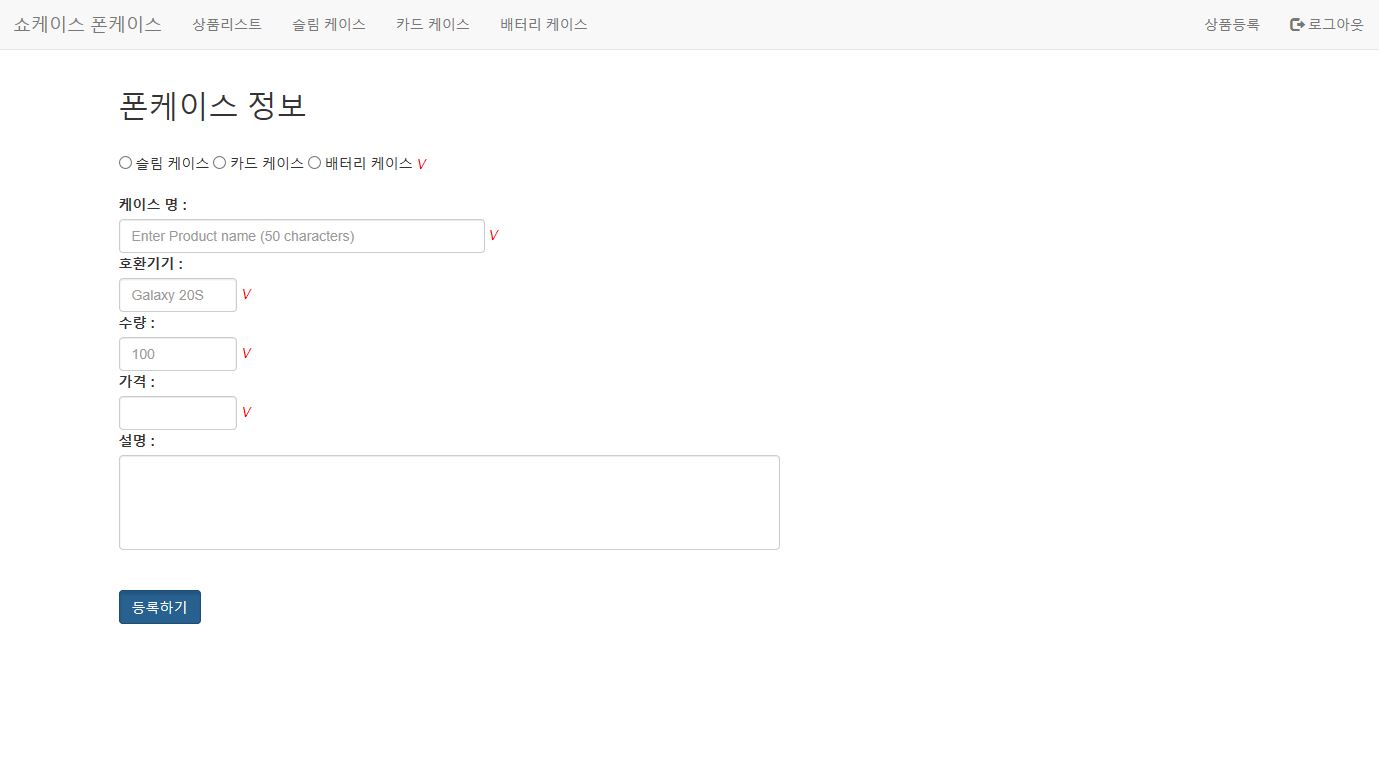 쇼케이스 폰케이스 상품리스트 슬림 케이스 카드 케이스 배터리 케이스 상품등록 로그아웃
폰케이스 정보
슬림 케이스 카드 케이스 배터리 케이스 V
케이스 명 :
Enter Product name (50 characters) V
호환기기 :
Galaxy 20S V
수량 :
100 V
가격 :
V
설명 :
등록하기